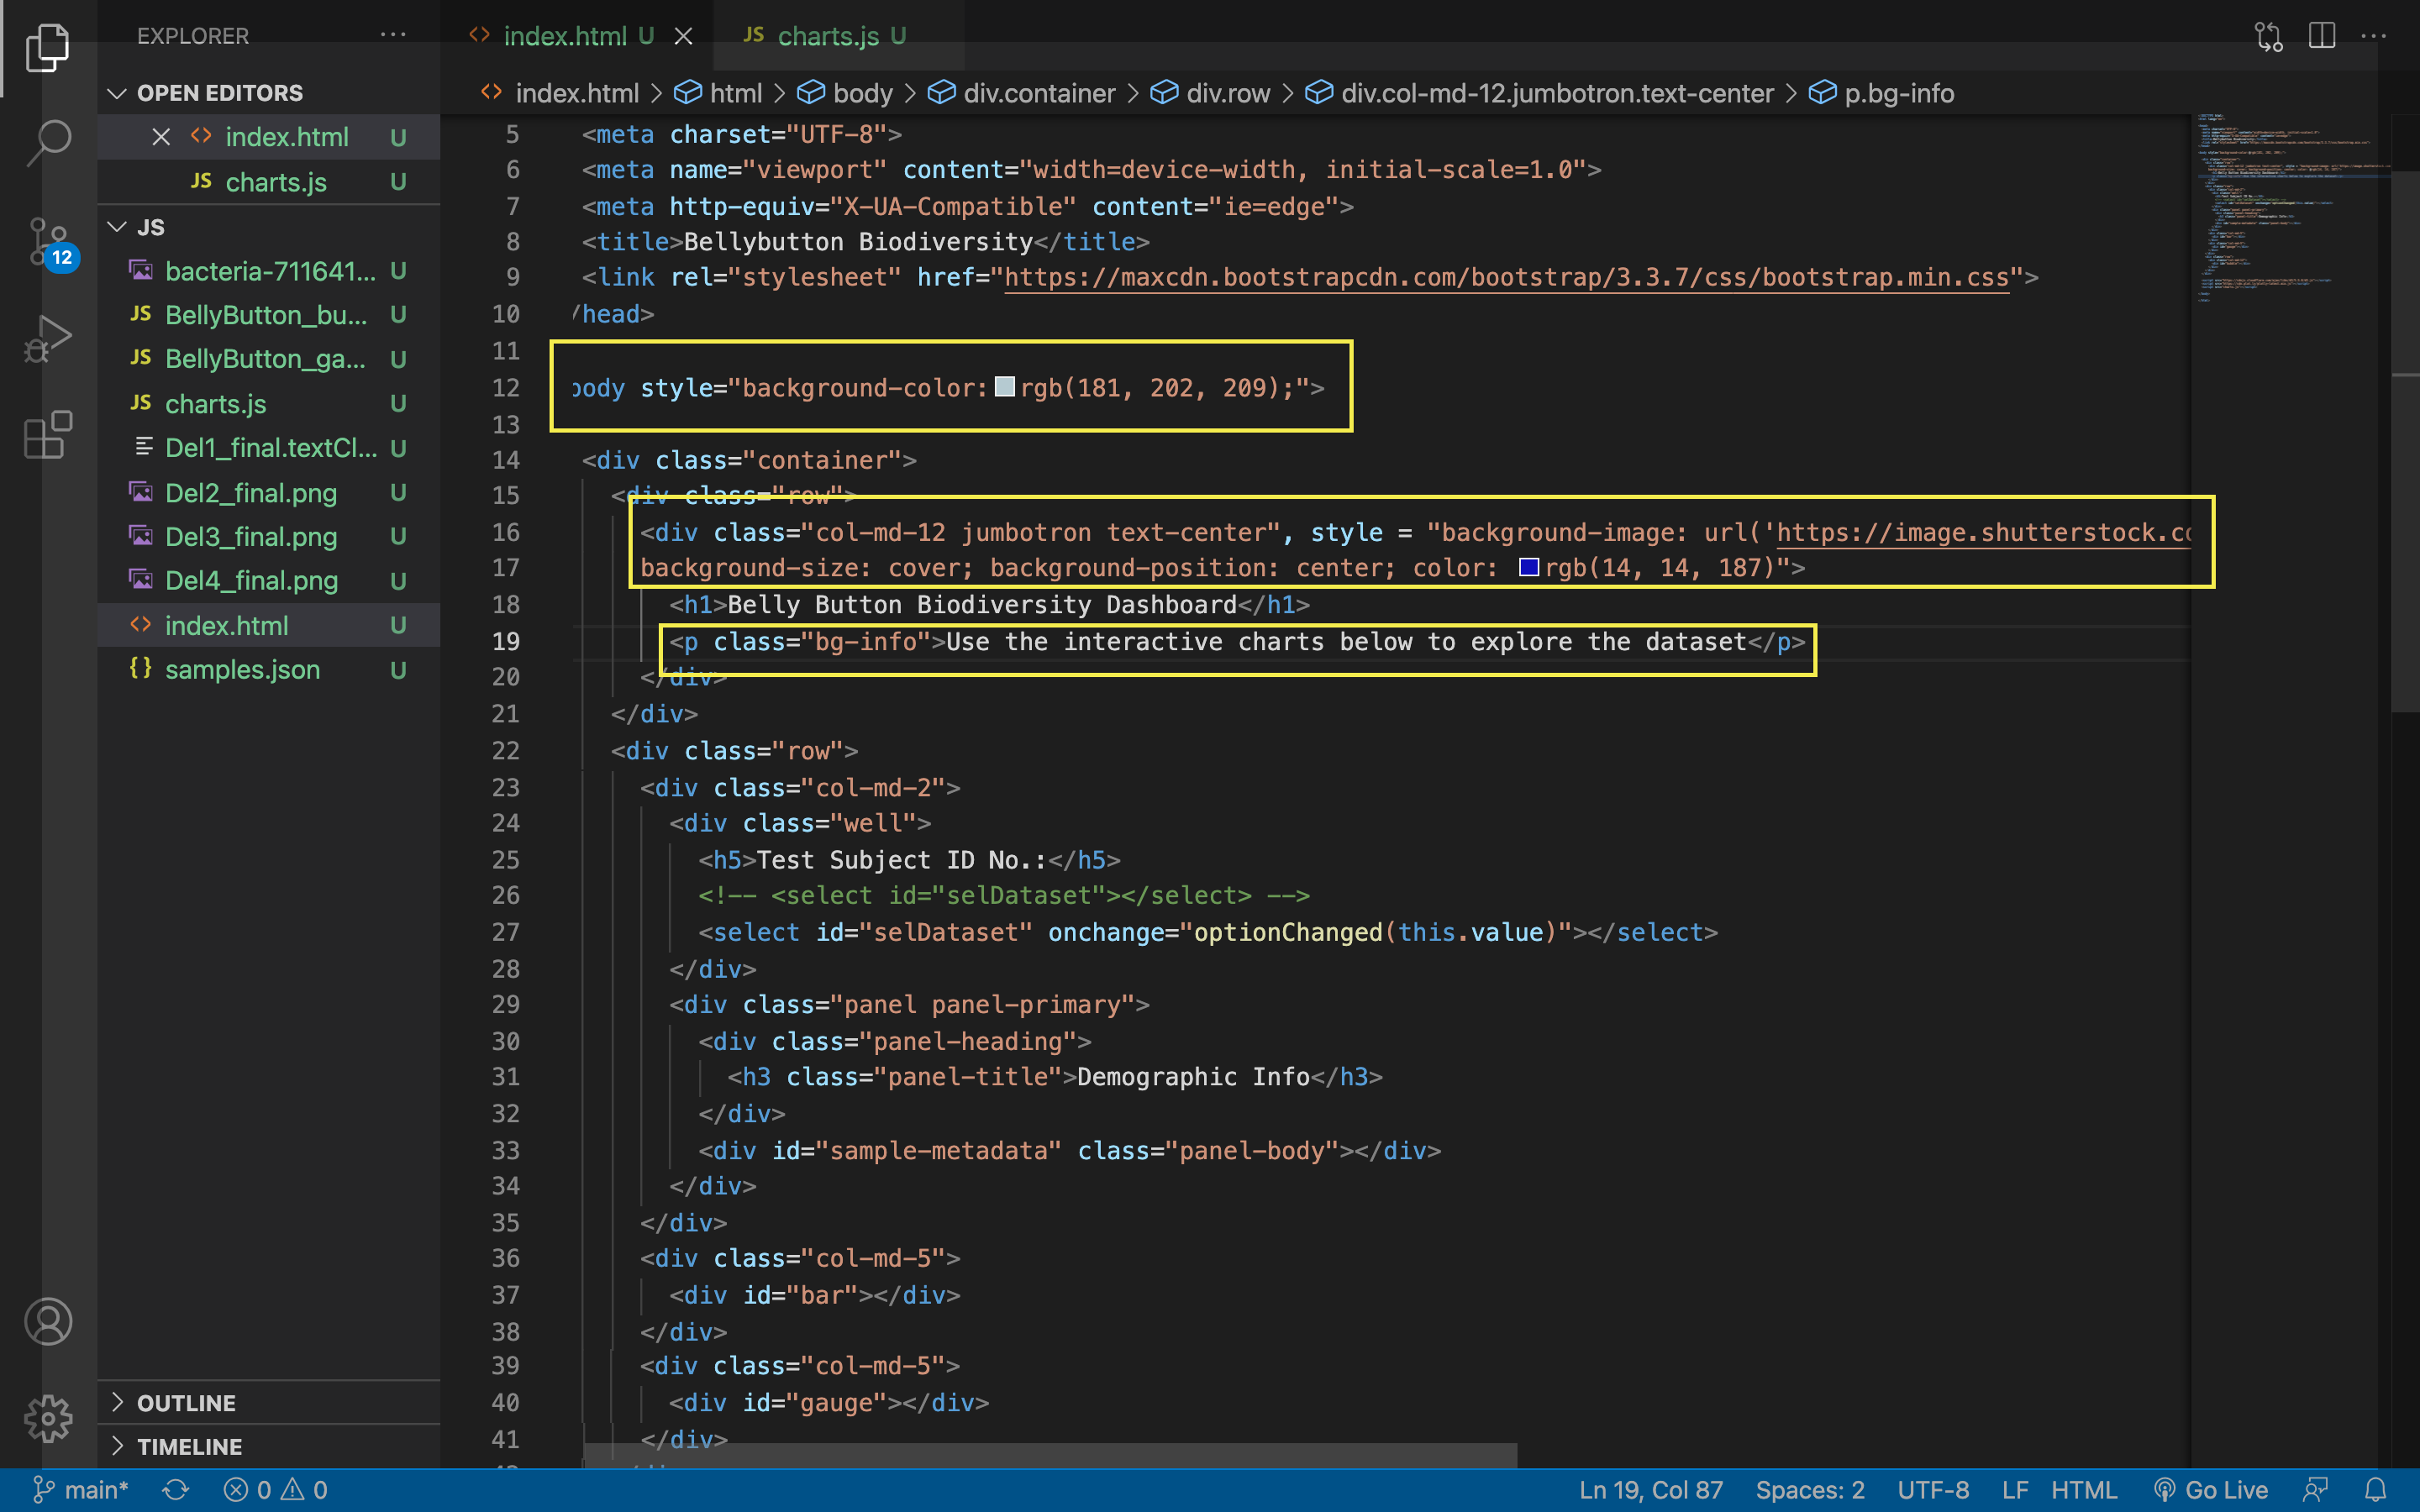 EXPLORER
OPEN EDITORS
index.html U
JS charts.js U
JS
bacteria-711641... U
JS BellyButton_bu... U
JS BellyButton_ga... U
JS charts.js U
Del1_final.textCl... U
Del2_final.png U
Del3_final.png U
Del4_final.png U
index.html U
{} samples.json U
OUTLINE
TIMELINE
12
index.html U
JS charts.js U
index.html > html > body > div.container > div.row > div.col-md-12.jumbotron.text-center > p.bg-info
5 <meta charset="UTF-8">
6 <meta name="viewport" content="width=device-width, initial-scale=1.0">
7 <meta http-equiv="X-UA-Compatible" content="ie=edge">
8 <title>Bellybutton Biodiversity</title>
9 <link rel="stylesheet" href="https://maxcdn.bootstrapcdn.com/bootstrap/3.3.7/css/bootstrap.min.css">
10 /head>
11
12 body style="background-color: rgb(181, 202, 209);">
13
14 <div class="container">
15 <div class="row">
16 <div class="col-md-12 jumbotron text-center", style = "background-image: url('https://image.shutterstock.co
17 background-size: cover; background-position: center; color: rgb(14, 14, 187)">
18 <h1>Belly Button Biodiversity Dashboard</h1>
19 <p class="bg-info">Use the interactive charts below to explore the dataset</p>
20 </div>
21 </div>
22 <div class="row">
23 <div class="col-md-2">
24 <div class="well">
25 <h5>Test Subject ID No.:</h5>
26 <!-- <select id="selDataset"></select> -->
27 <select id="selDataset" onchange="optionChanged(this.value)"></select>
28 </div>
29 <div class="panel panel-primary">
30 <div class="panel-heading">
31 <h3 class="panel-title">Demographic Info</h3>
32 </div>
33 <div id="sample-metadata" class="panel-body"></div>
34 </div>
35 </div>
36 <div class="col-md-5">
37 <div id="bar"></div>
38 </div>
39 <div class="col-md-5">
40 <div id="gauge"></div>
41 </div>
main* 0 0 Ln 19, Col 87 Spaces: 2 UTF-8 LF HTML Go Live